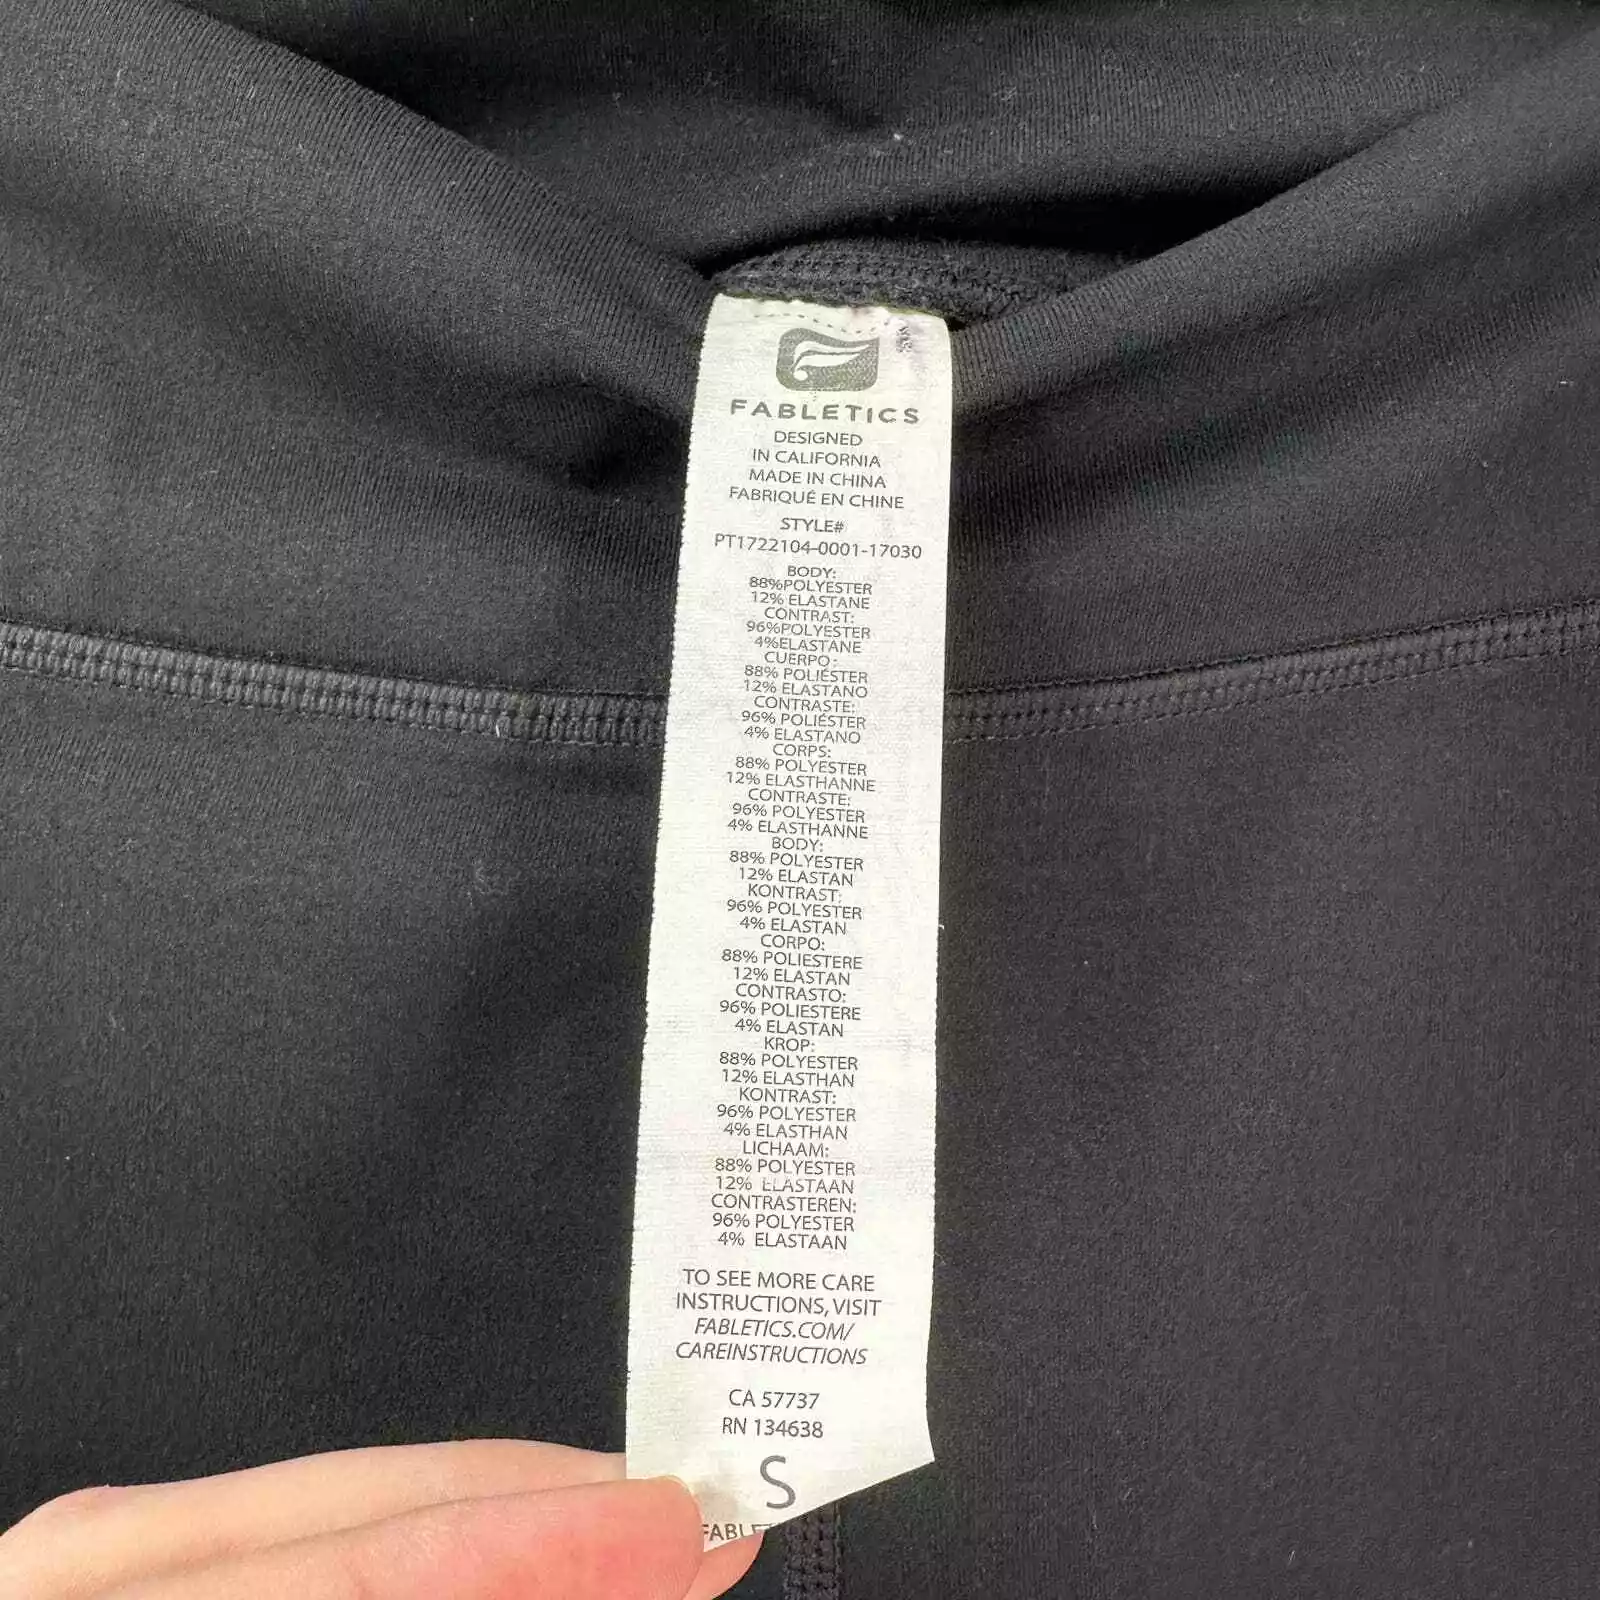 FABLETICS
DESIGNED
IN CALIFORNIA
MADE IN CHINA
FABRIQUÉ EN CHINE
STYLE#
PT1722104-0001-17030
BODY:
88%POLYESTER
12% ELASTANE
CONTRAST:
96%POLYESTER
4%ELASTANE
CUERPO:
88% POLIÉSTER
12% ELASTANO
CONTRASTE:
96% POLIÉSTER
4% ELASTANO
CORPS:
88% POLYESTER
12% ELASTHANNE
CONTRASTE:
96% POLYESTER
4% ELASTHANNE
BODY:
88% POLYESTER
12% ELASTAN
KONTRAST:
96% POLYESTER
4% ELASTAN
CORPO:
88% POLIESTERE
12% ELASTAN
CONTRASTO:
96% POLIESTERE
4% ELASTAN
KROP:
88% POLYESTER
12% ELASTHAN
KONTRAST:
96% POLYESTER
4% ELASTHAN
LICHAAM:
88% POLYESTER
12% ELASTAAN
CONTRASTEREN:
96% POLYESTER
4% ELASTAAN
TO SEE MORE CARE
INSTRUCTIONS, VISIT
FABLETICS.COM/
CAREINSTRUCTIONS
CA 57737
RN 134638
S